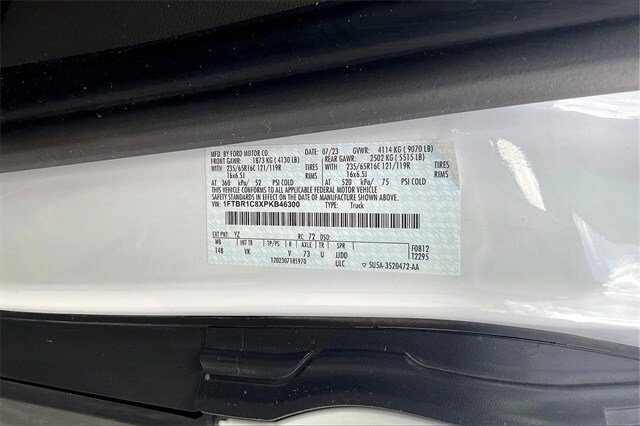 MFD. BY FORD MOTOR CO. 07/23 GVWR: 4114 KG ( 9070 LB)
FRONT GAWR: 1873 KG ( 4130 LB) REAR GAWR: 2502 KG ( 5515 LB)
WITH 235/65R16C 121/119R TIRES WITH 235/65R16C 121/119R TIRES
16x6.5J RIMS 16x6.5J RIMS
AT 360 kPa/ 52 PSI COLD AT 520 kPa/ 75 PSI COLD
THIS VEHICLE CONFORMS TO ALL APPLICABLE FEDERAL MOTOR VEHICLE
SAFETY STANDARDS IN EFFECT ON THE DATE OF MANUFACTURE SHOWN ABOVE.
VIN: 1FTBR1C8XPKB46300 TYPE: Truck
EXT PNT: YZ RC: 72 DSO:
WB INT TR TP/PS R AXLE TR SPR F0812
148 VK V 73 U JJDD T2295
1202307185970 ULC 5U5A-3520472-AA